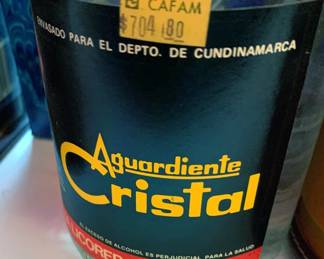 CAFAM
$704 80
ENVASADO PARA EL DEPTO. DE CUNDINAMARCA
Aguardiente
Cristal
EL EXCESO DE ALCOHOL ES PERJUDICIAL PARA LA SALUD
LICORER